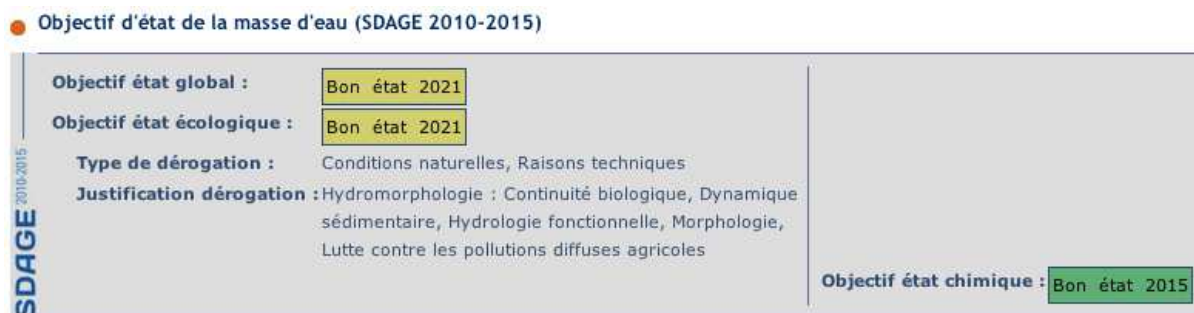 Objectif d'état de la masse d'eau (SDAGE 2010-2015)
Objectif état global : Bon état 2021
Objectif état écologique : Bon état 2021
Type de dérogation : Conditions naturelles, Raisons techniques
Justification dérogation : Hydromorphologie : Continuité biologique, Dynamique
sédimentaire, Hydrologie fonctionnelle, Morphologie,
Lutte contre les pollutions diffuses agricoles
Objectif état chimique : Bon état 2015
SDAGE 2010-2015